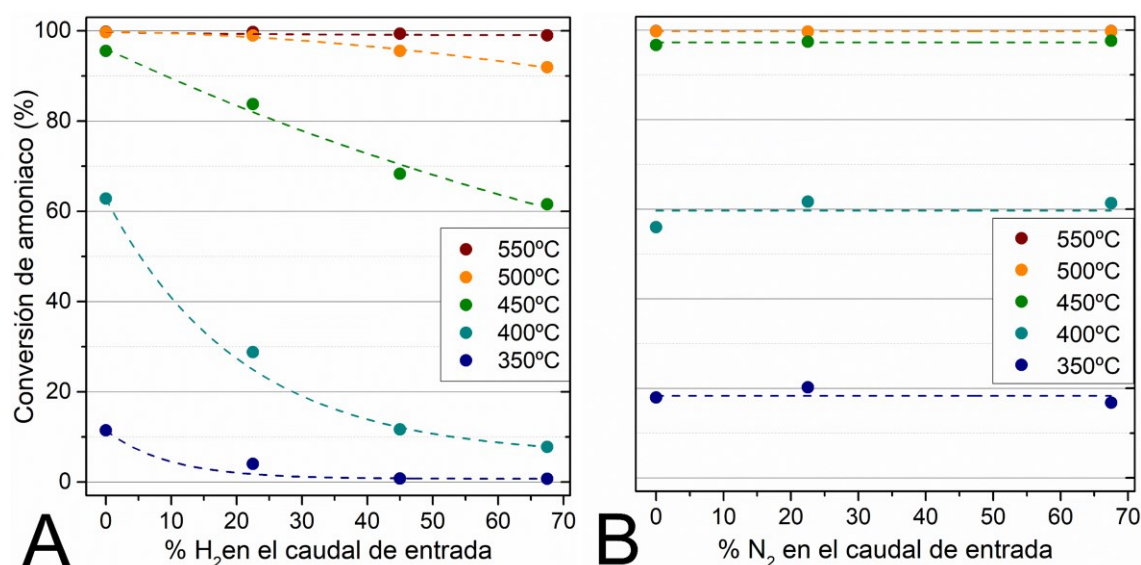 Conversión de amoniaco (%)
100
80
60
40
20
0
550ºC
500ºC
450ºC
400ºC
350ºC
0 10 20 30 40 50 60 70
% H₂en el caudal de entrada
A
B
550ºC
500ºC
450ºC
400ºC
350ºC
0 10 20 30 40 50 60 70
% N₂ en el caudal de entrada